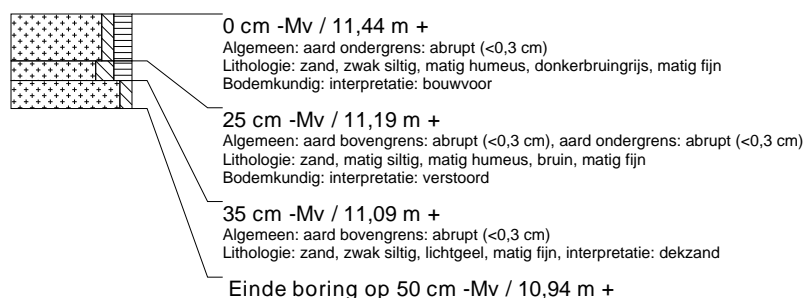 0 cm -Mv / 11,44 m +
Algemeen: aard ondergrens: abrupt (<0,3 cm)
Lithologie: zand, zwak siltig, matig humeus, donkerbruingrijs, matig fijn
Bodemkundig: interpretatie: bouwvoor
25 cm -Mv / 11,19 m +
Algemeen: aard bovengrens: abrupt (<0,3 cm), aard ondergrens: abrupt (<0,3 cm)
Lithologie: zand, matig siltig, matig humeus, bruin, matig fijn
Bodemkundig: interpretatie: verstoord
35 cm -Mv / 11,09 m +
Algemeen: aard bovengrens: abrupt (<0,3 cm)
Lithologie: zand, zwak siltig, lichtgeel, matig fijn, interpretatie: dekzand
Einde boring op 50 cm -Mv / 10,94 m +